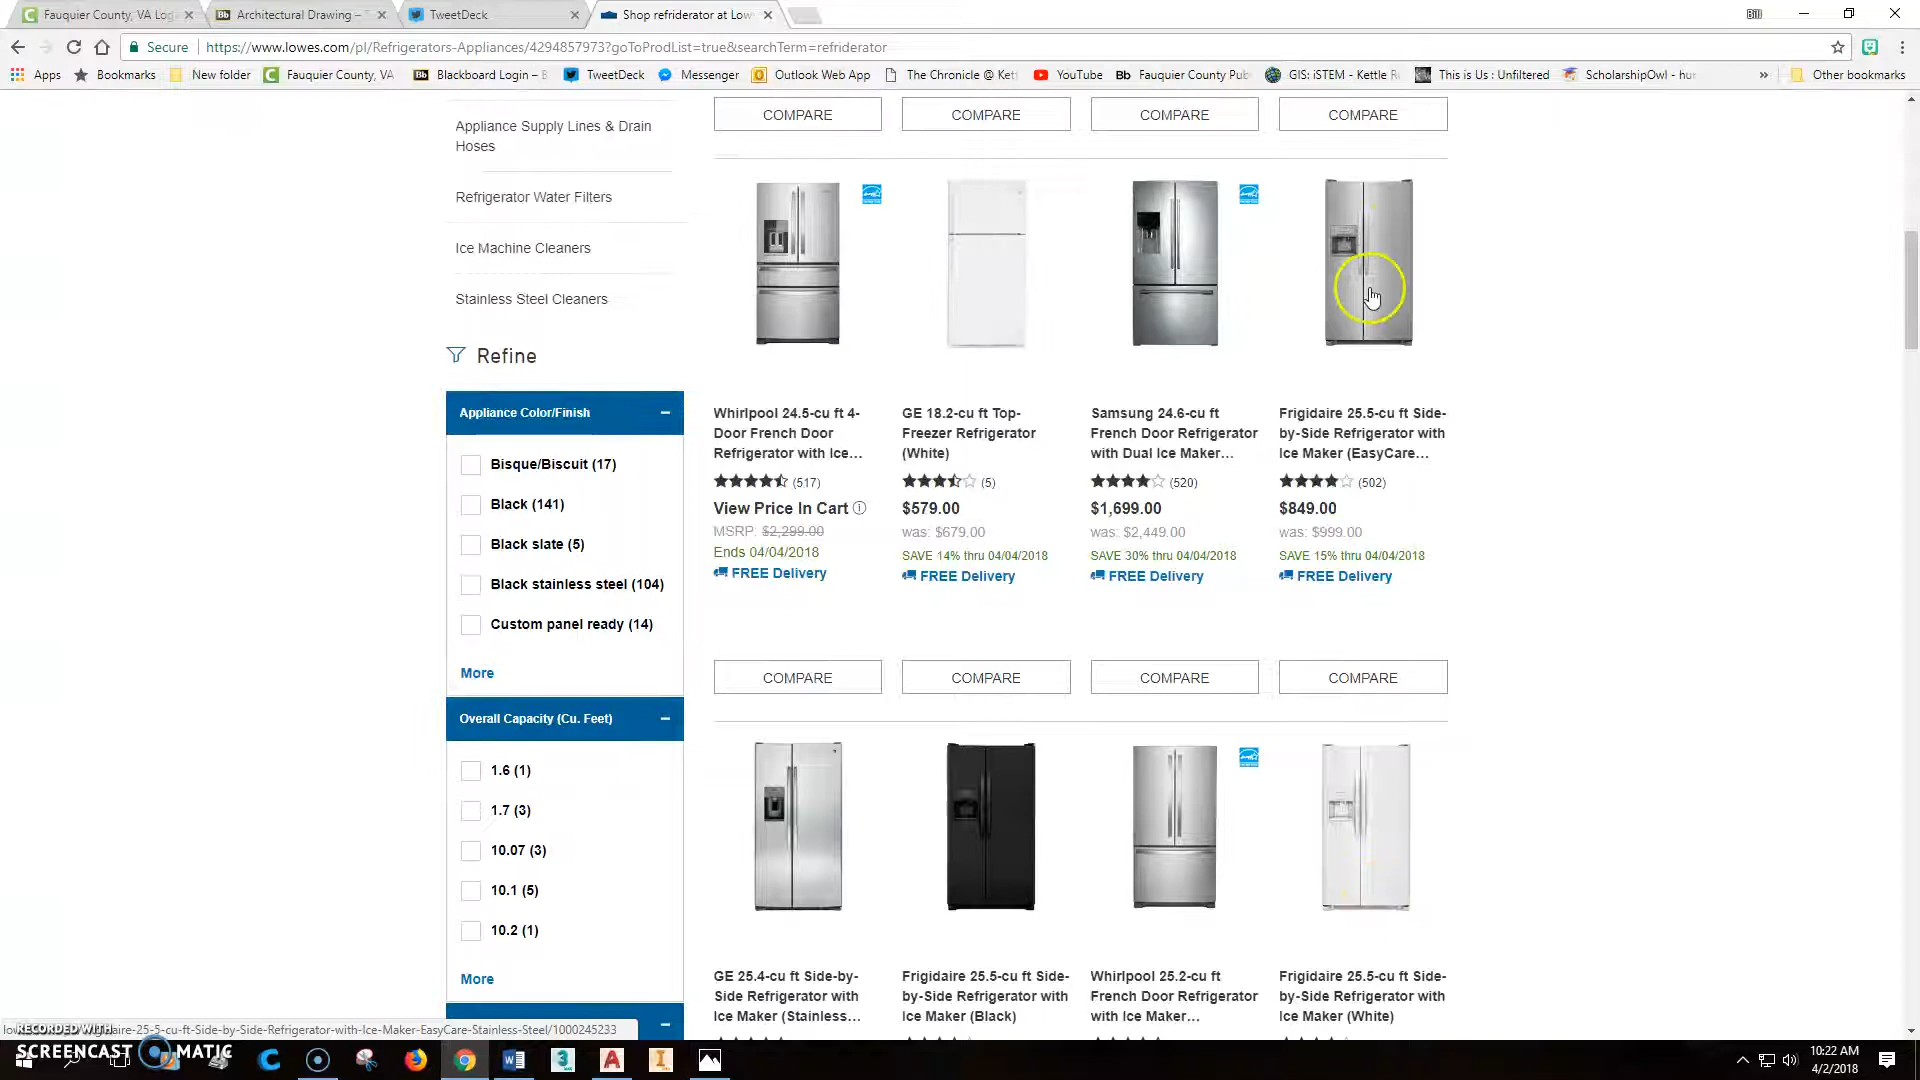 Fauquier County, VA Log
Architectural Drawing –
TweetDeck
Shop refriderator at Low
Bill
Secure
https://www.lowes.com/pl/Refrigerators-Appliances/4294857973?goToProdList=true&searchTerm=refriderator
Apps
Bookmarks
New folder
Fauquier County, VA
Blackboard Login – B
TweetDeck
Messenger
Outlook Web App
The Chronicle @ Kett
YouTube
Fauquier County Pub
GIS: iSTEM - Kettle R
This is Us : Unfiltered
ScholarshipOwl - hur
Other bookmarks
Appliance Supply Lines & Drain
Hoses
Refrigerator Water Filters
Ice Machine Cleaners
Stainless Steel Cleaners
Refine
Appliance Color/Finish
Bisque/Biscuit (17)
Black (141)
Black slate (5)
Black stainless steel (104)
Custom panel ready (14)
More
Overall Capacity (Cu. Feet)
1.6 (1)
1.7 (3)
10.07 (3)
10.1 (5)
10.2 (1)
More
COMPARE COMPARE COMPARE COMPARE
Whirlpool 24.5-cu ft 4-
Door French Door
Refrigerator with Ice...
(517)
View Price In Cart
MSRP: $2,299.00
Ends 04/04/2018
FREE Delivery
GE 18.2-cu ft Top-
Freezer Refrigerator
(White)
(5)
$579.00
was: $679.00
SAVE 14% thru 04/04/2018
FREE Delivery
Samsung 24.6-cu ft
French Door Refrigerator
with Dual Ice Maker...
(520)
$1,699.00
was: $2,449.00
SAVE 30% thru 04/04/2018
FREE Delivery
Frigidaire 25.5-cu ft Side-
by-Side Refrigerator with
Ice Maker (EasyCare...
(502)
$849.00
was: $999.00
SAVE 15% thru 04/04/2018
FREE Delivery
COMPARE COMPARE COMPARE COMPARE
GE 25.4-cu ft Side-by-
Side Refrigerator with
Ice Maker (Stainless...
Frigidaire 25.5-cu ft Side-
by-Side Refrigerator with
Ice Maker (Black)
Whirlpool 25.2-cu ft
French Door Refrigerator
with Ice Maker...
Frigidaire 25.5-cu ft Side-
by-Side Refrigerator with
Ice Maker (White)
aire-25-5-cu-ft-Side-by-Side-Refrigerator-with-Ice-Maker-EasyCare-Stainless-Steel/1000245233
RECORDED WITH
SCREENCAST MATIC
10:22 AM
4/2/2018